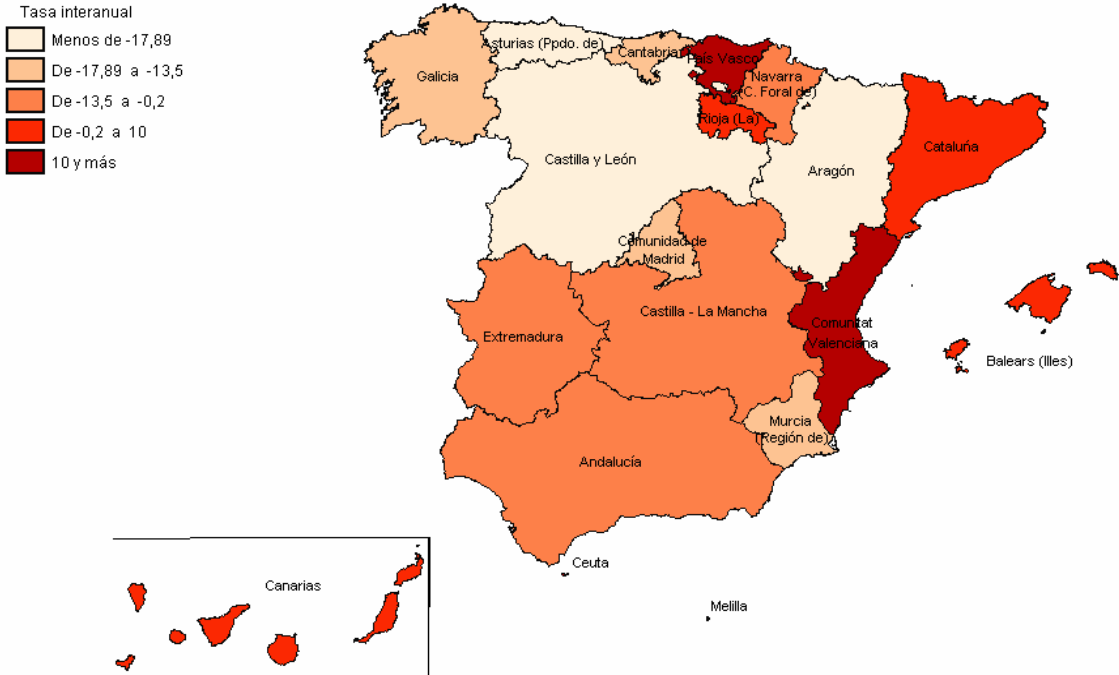 Tasa interanual
Menos de -17,89
De -17,89 a -13,5
De -13,5 a -0,2
De -0,2 a 10
10 y más
Asturias (Ppdo. de)
Cantabria
País Vasco
Galicia
Navarra
(C. Foral de)
Rioja (La)
Cataluña
Castilla y León
Aragón
Comunidad de
Madrid
Castilla - La Mancha
Extremadura
Comunitat
Valenciana
Balears (Illes)
Murcia
(Región de)
Andalucía
Ceuta
Canarias
Melilla